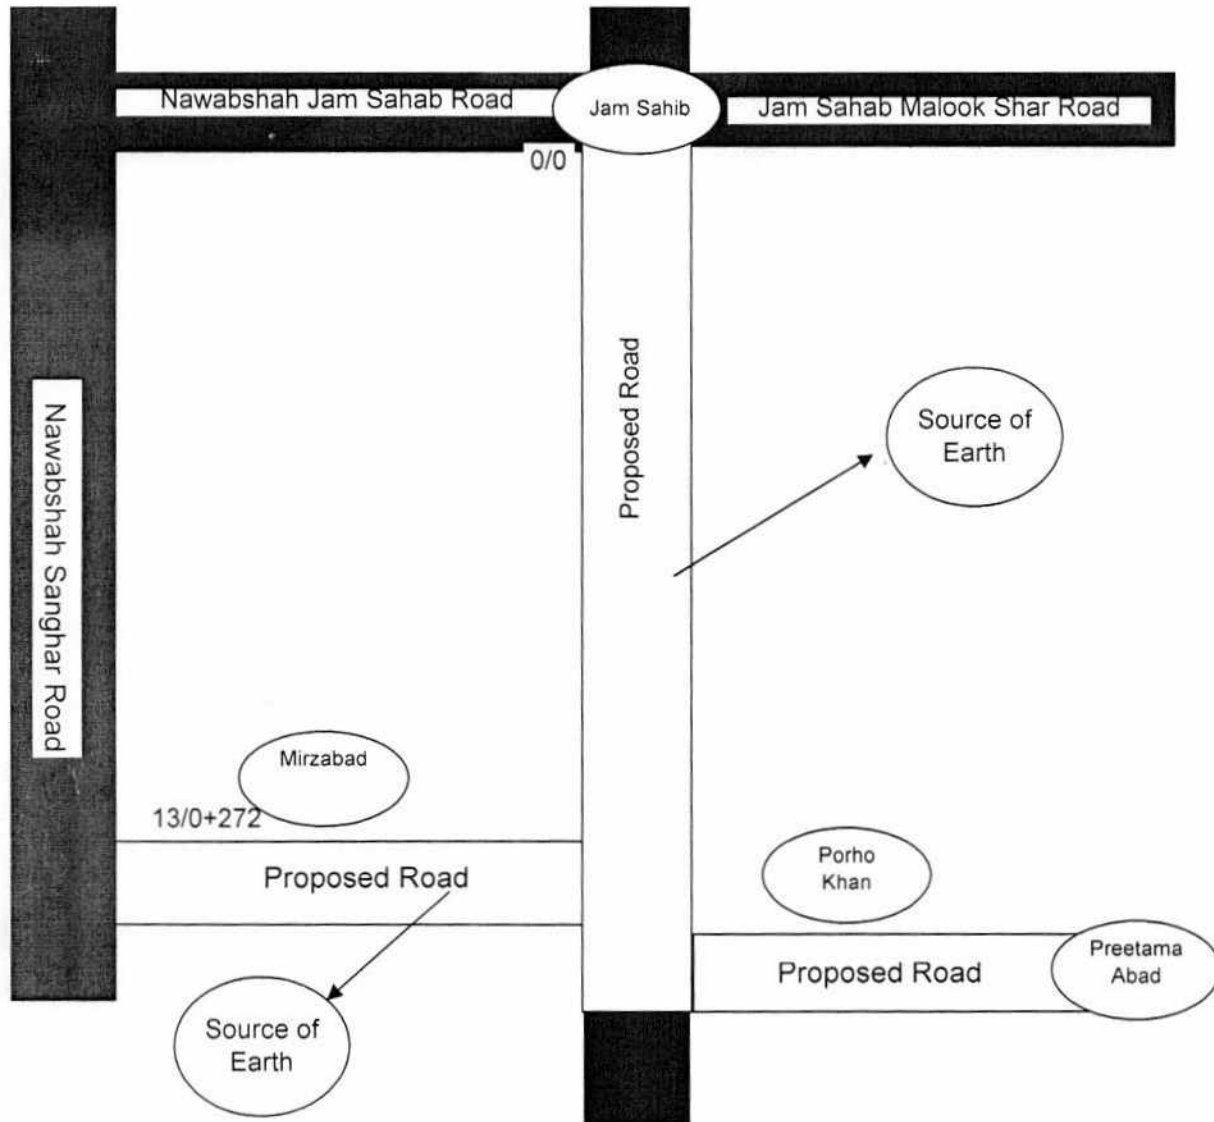 Nawabshah Jam Sahab Road
Jam Sahib
Jam Sahab Malook Shar Road
0/0
Proposed Road
Source of
Earth
Nawabshah Sanghar Road
Mirzabad
13/0+272
Proposed Road
Porho
Khan
Proposed Road
Preetama
Abad
Source of
Earth